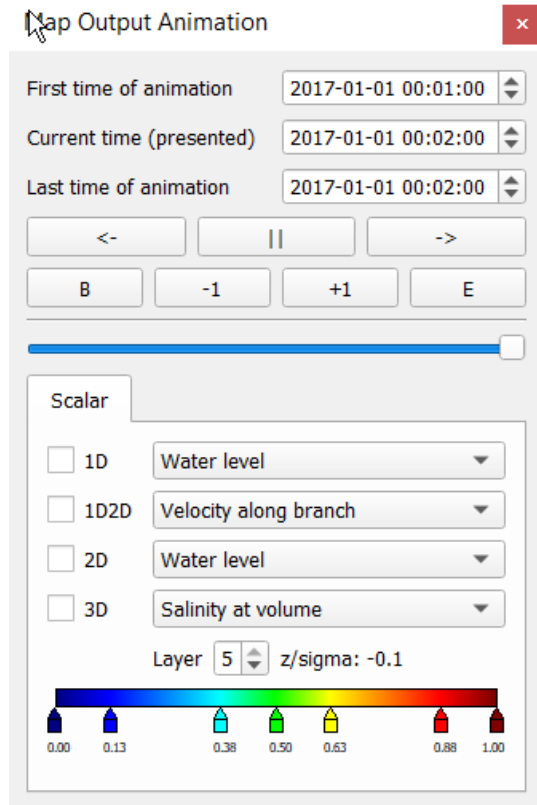 Map Output Animation ×
First time of animation 2017-01-01 00:01:00
Current time (presented) 2017-01-01 00:02:00
Last time of animation 2017-01-01 00:02:00
<- || ->
B -1 +1 E
Scalar
1D Water level
1D2D Velocity along branch
2D Water level
3D Salinity at volume
Layer 5 z/sigma: -0.1
0.00 0.13 0.38 0.50 0.63 0.88 1.00